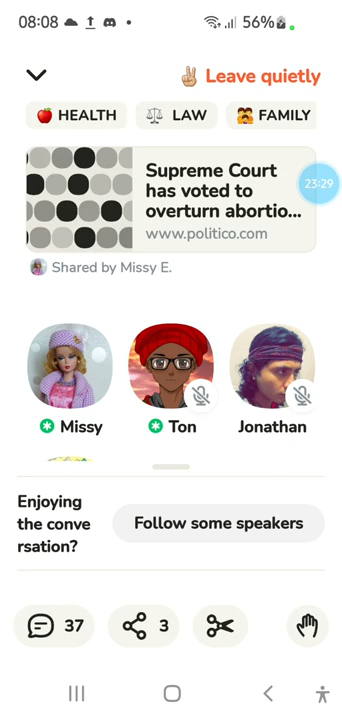 08:08 56%
Leave quietly
HEALTH LAW FAMILY
Supreme Court
has voted to
overturn abortio...
www.politico.com
23:29
Shared by Missy E.
Missy Ton Jonathan
Enjoying
the conve
rsation?
Follow some speakers
37 3